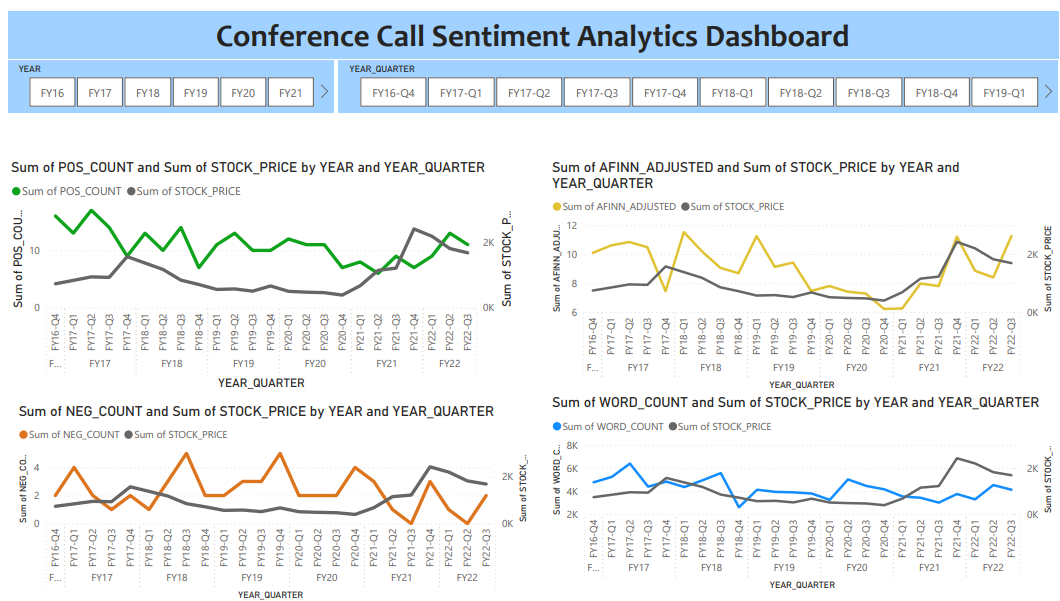 Conference Call Sentiment Analytics Dashboard
YEAR
FY16 FY17 FY18 FY19 FY20 FY21
YEAR_QUARTER
FY16-Q4 FY17-Q1 FY17-Q2 FY17-Q3 FY17-Q4 FY18-Q1 FY18-Q2 FY18-Q3 FY18-Q4 FY19-Q1
Sum of POS_COUNT and Sum of STOCK_PRICE by YEAR and YEAR_QUARTER
Sum of POS_COUNT Sum of STOCK_PRICE
Sum of POS_COU...
10
0
2K
0K
Sum of STOCK_P...
FY16-Q4 FY17-Q1 FY17-Q2 FY17-Q3 FY17-Q4 FY18-Q1 FY18-Q2 FY18-Q3 FY18-Q4 FY19-Q1 FY19-Q2 FY19-Q3 FY19-Q4 FY20-Q1 FY20-Q2 FY20-Q3 FY20-Q4 FY21-Q1 FY21-Q2 FY21-Q3 FY21-Q4 FY22-Q1 FY22-Q2 FY22-Q3
F... FY17 FY18 FY19 FY20 FY21 FY22
YEAR_QUARTER
Sum of AFINN_ADJUSTED and Sum of STOCK_PRICE by YEAR and
YEAR_QUARTER
Sum of AFINN_ADJUSTED Sum of STOCK_PRICE
Sum of AFINN_ADJU...
12
10
8
6
2K
0K
Sum of STOCK_PRICE
FY16-Q4 FY17-Q1 FY17-Q2 FY17-Q3 FY17-Q4 FY18-Q1 FY18-Q2 FY18-Q3 FY18-Q4 FY19-Q1 FY19-Q2 FY19-Q3 FY19-Q4 FY20-Q1 FY20-Q2 FY20-Q3 FY20-Q4 FY21-Q1 FY21-Q2 FY21-Q3 FY21-Q4 FY22-Q1 FY22-Q2 FY22-Q3
F... FY17 FY18 FY19 FY20 FY21 FY22
YEAR_QUARTER
Sum of NEG_COUNT and Sum of STOCK_PRICE by YEAR and YEAR_QUARTER
Sum of NEG_COUNT Sum of STOCK_PRICE
Sum of NEG_CO...
4
2
0
2K
0K
Sum of STOCK_...
FY16-Q4 FY17-Q1 FY17-Q2 FY17-Q3 FY17-Q4 FY18-Q1 FY18-Q2 FY18-Q3 FY18-Q4 FY19-Q1 FY19-Q2 FY19-Q3 FY19-Q4 FY20-Q1 FY20-Q2 FY20-Q3 FY20-Q4 FY21-Q1 FY21-Q2 FY21-Q3 FY21-Q4 FY22-Q1 FY22-Q2 FY22-Q3
F... FY17 FY18 FY19 FY20 FY21 FY22
YEAR_QUARTER
Sum of WORD_COUNT and Sum of STOCK_PRICE by YEAR and YEAR_QUARTER
Sum of WORD_COUNT Sum of STOCK_PRICE
Sum of WORD_C...
8K
6K
4K
2K
2K
0K
Sum of STOCK_...
FY16-Q4 FY17-Q1 FY17-Q2 FY17-Q3 FY17-Q4 FY18-Q1 FY18-Q2 FY18-Q3 FY18-Q4 FY19-Q1 FY19-Q2 FY19-Q3 FY19-Q4 FY20-Q1 FY20-Q2 FY20-Q3 FY20-Q4 FY21-Q1 FY21-Q2 FY21-Q3 FY21-Q4 FY22-Q1 FY22-Q2 FY22-Q3
F... FY17 FY18 FY19 FY20 FY21 FY22
YEAR_QUARTER